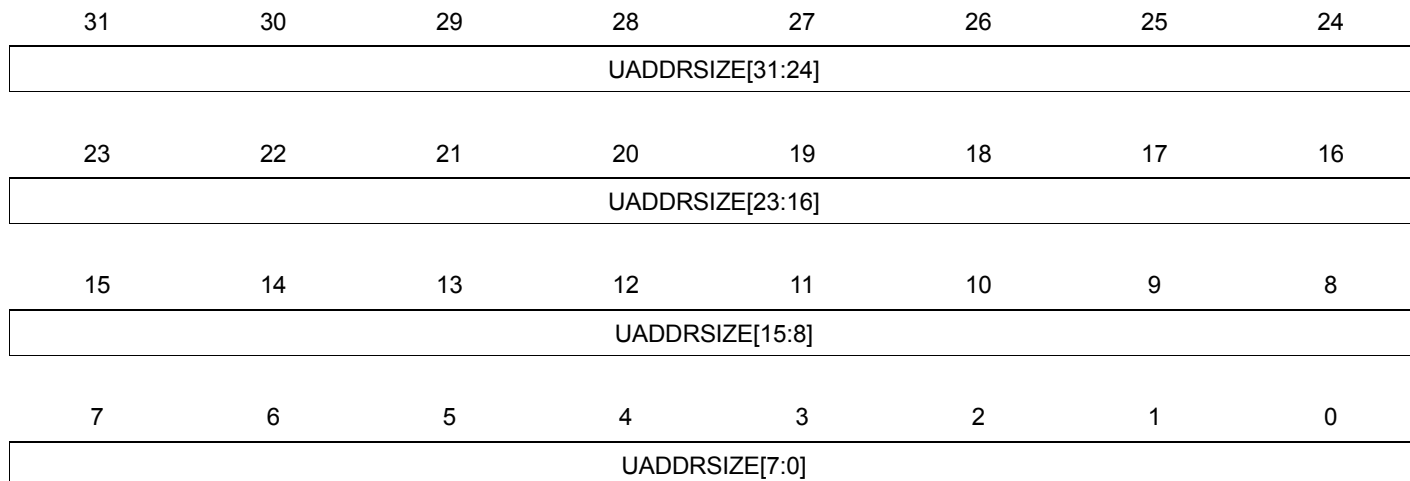 31 30 29 28 27 26 25 24
UADDRSIZE[31:24]
23 22 21 20 19 18 17 16
UADDRSIZE[23:16]
15 14 13 12 11 10 9 8
UADDRSIZE[15:8]
7 6 5 4 3 2 1 0
UADDRSIZE[7:0]